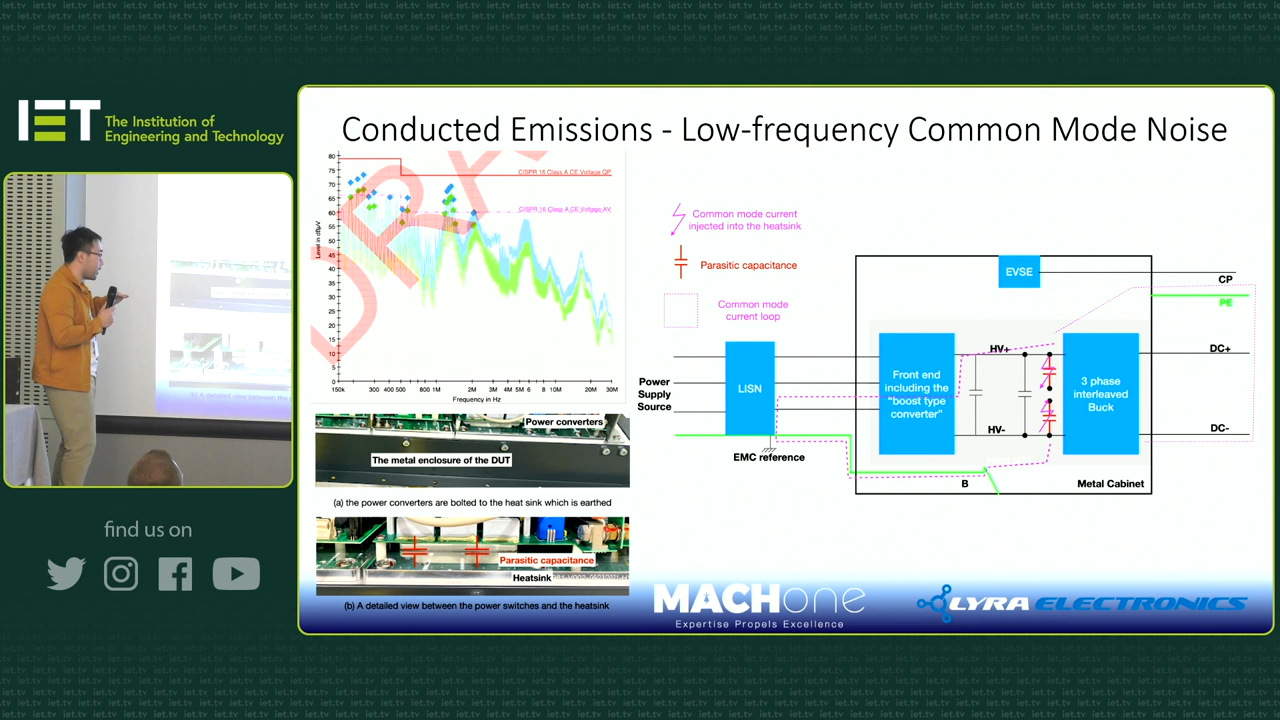 IET The Institution of
Engineering and Technology
find us on
Conducted Emissions - Low-frequency Common Mode Noise
Level in dBµV
80
75
70
65
60
55
50
45
40
35
30
25
20
15
10
5
0
CISPR 16 Class A CE Voltage QP
CISPR 16 Class A CE Voltage AV
150k 300 400 500 800 1M 2M 3M 4M 5M 6 8 10M 20M 30M
Frequency in Hz
Power converters
The metal enclosure of the DUT
(a) the power converters are bolted to the heat sink which is earthed
Parasitic capacitance
Heatsink
(b) A detailed view between the power switches and the heatsink
Common mode current
injected into the heatsink
Parasitic capacitance
Common mode
current loop
Power
Supply
Source
LISN
EMC reference
EVSE
CP
PE
Front end
including the
"boost type
converter"
HV+
HV-
3 phase
interleaved
Buck
DC+
DC-
B
Metal Cabinet
MACHone
Expertise Propels Excellence
LYRA ELECTRONICS